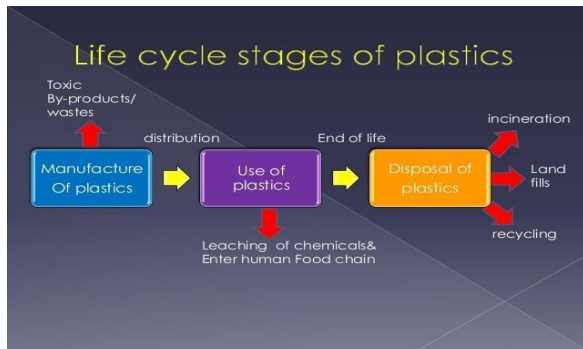 Life cycle stages of plastics
Toxic
By-products/
wastes
distribution
End of life
incineration
Manufacture
Of plastics
Use of
plastics
Disposal of
plastics
Land
fills
recycling
Leaching of chemicals&
Enter human Food chain